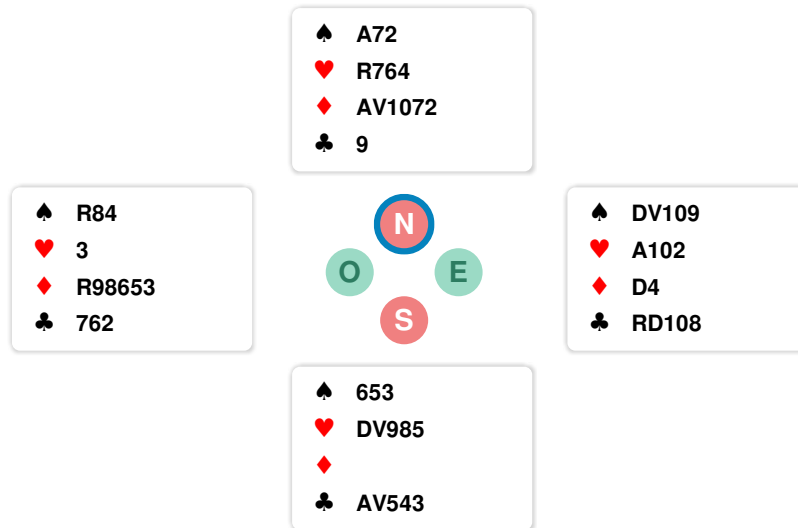 ♠ A72
♥ R764
♦ AV1072
♣ 9
♠ R84
♥ 3
♦ R98653
♣ 762
N
O E
S
♠ DV109
♥ A102
♦ D4
♣ RD108
♠ 653
♥ DV985
♦
♣ AV543